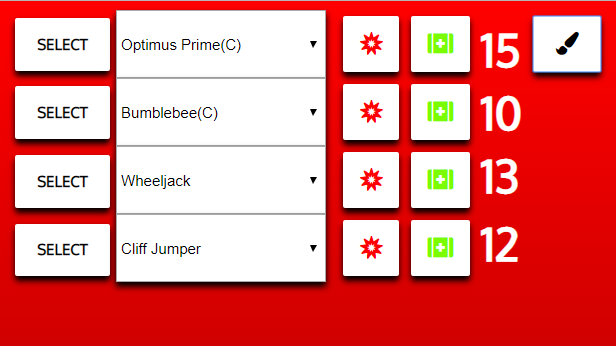 SELECT Optimus Prime(C) 15
SELECT Bumblebee(C) 10
SELECT Wheeljack 13
SELECT Cliff Jumper 12